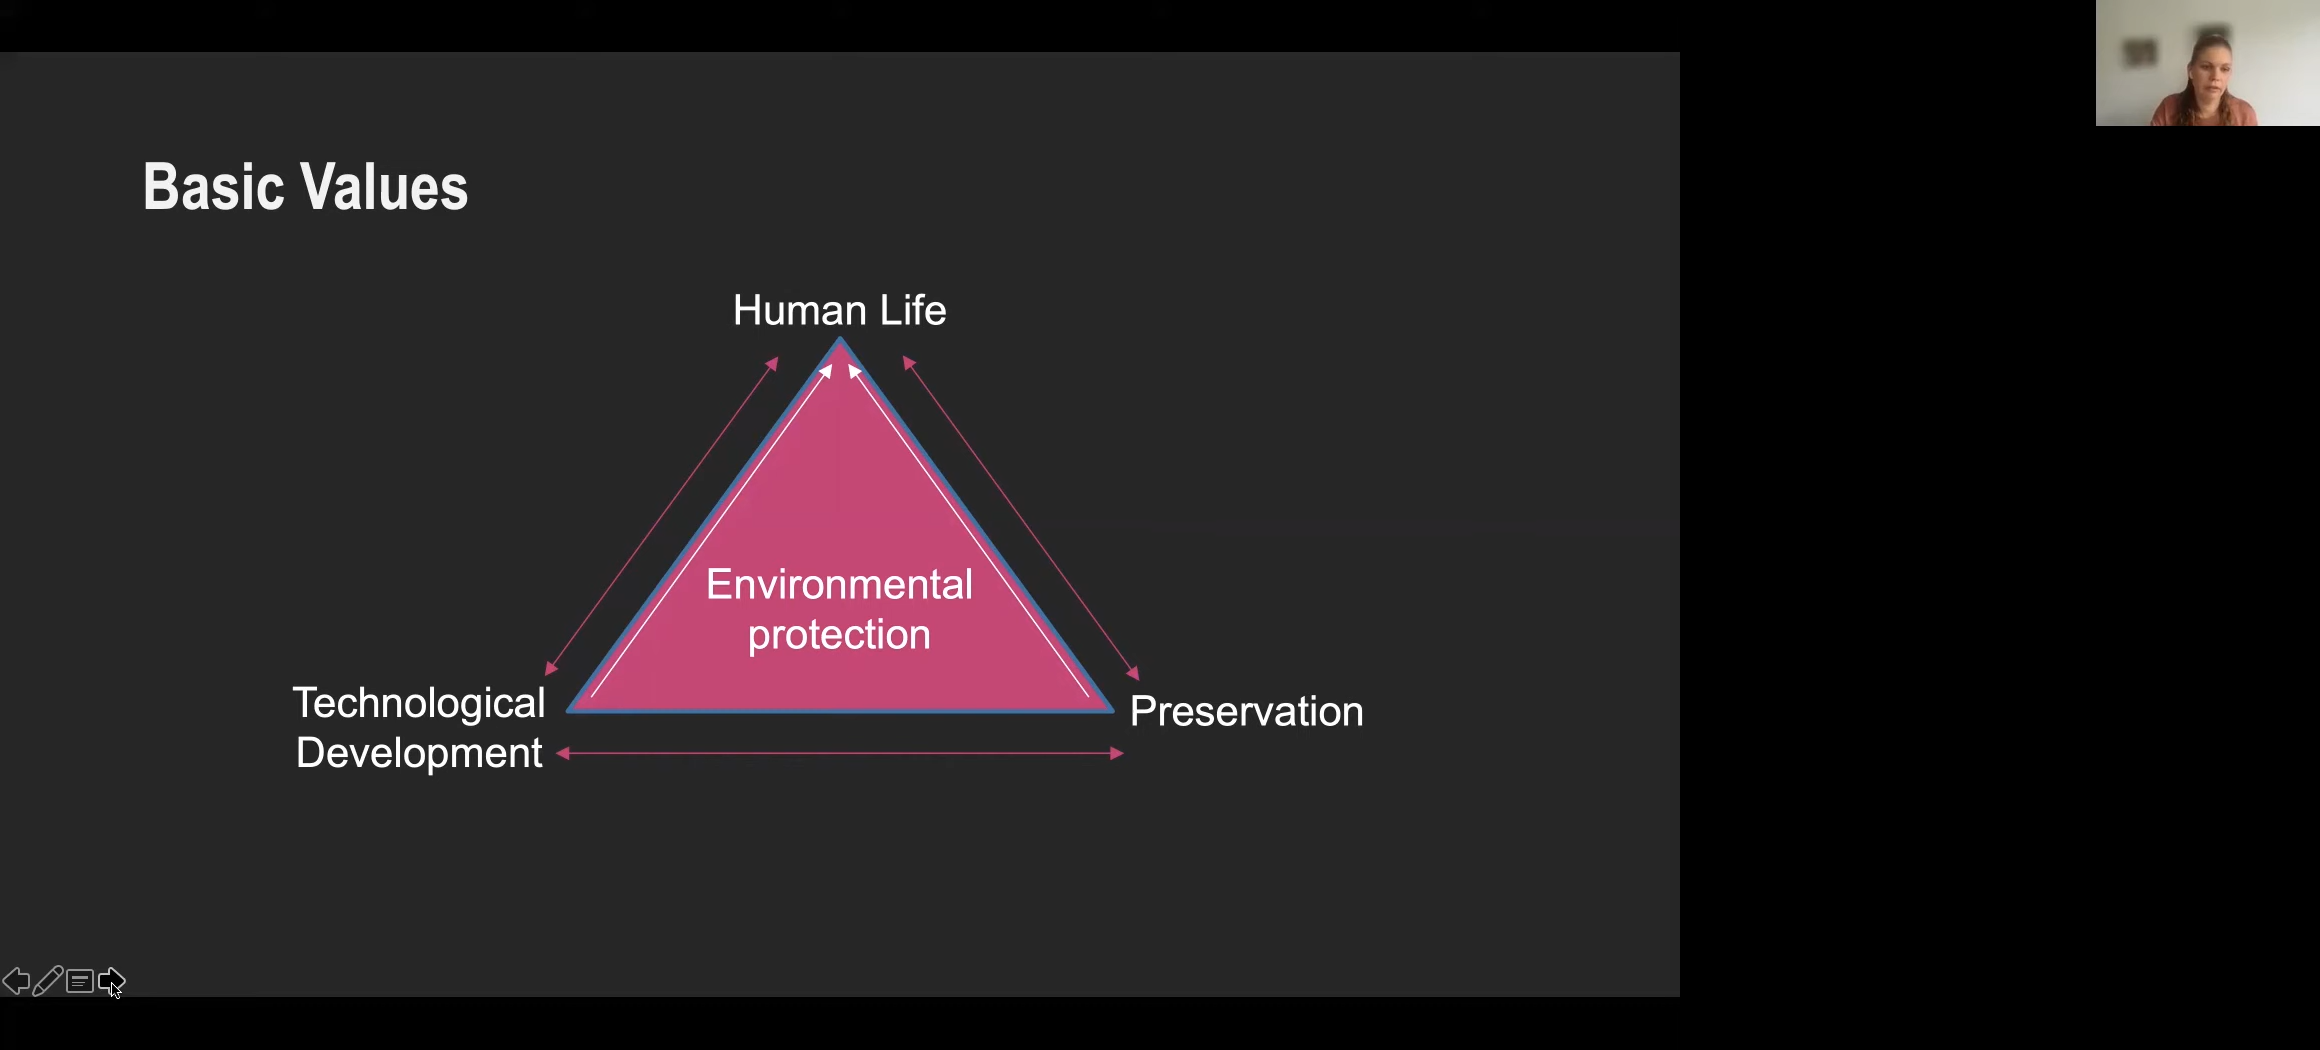 Basic Values
Human Life
Environmental
protection
Technological
Development
Preservation